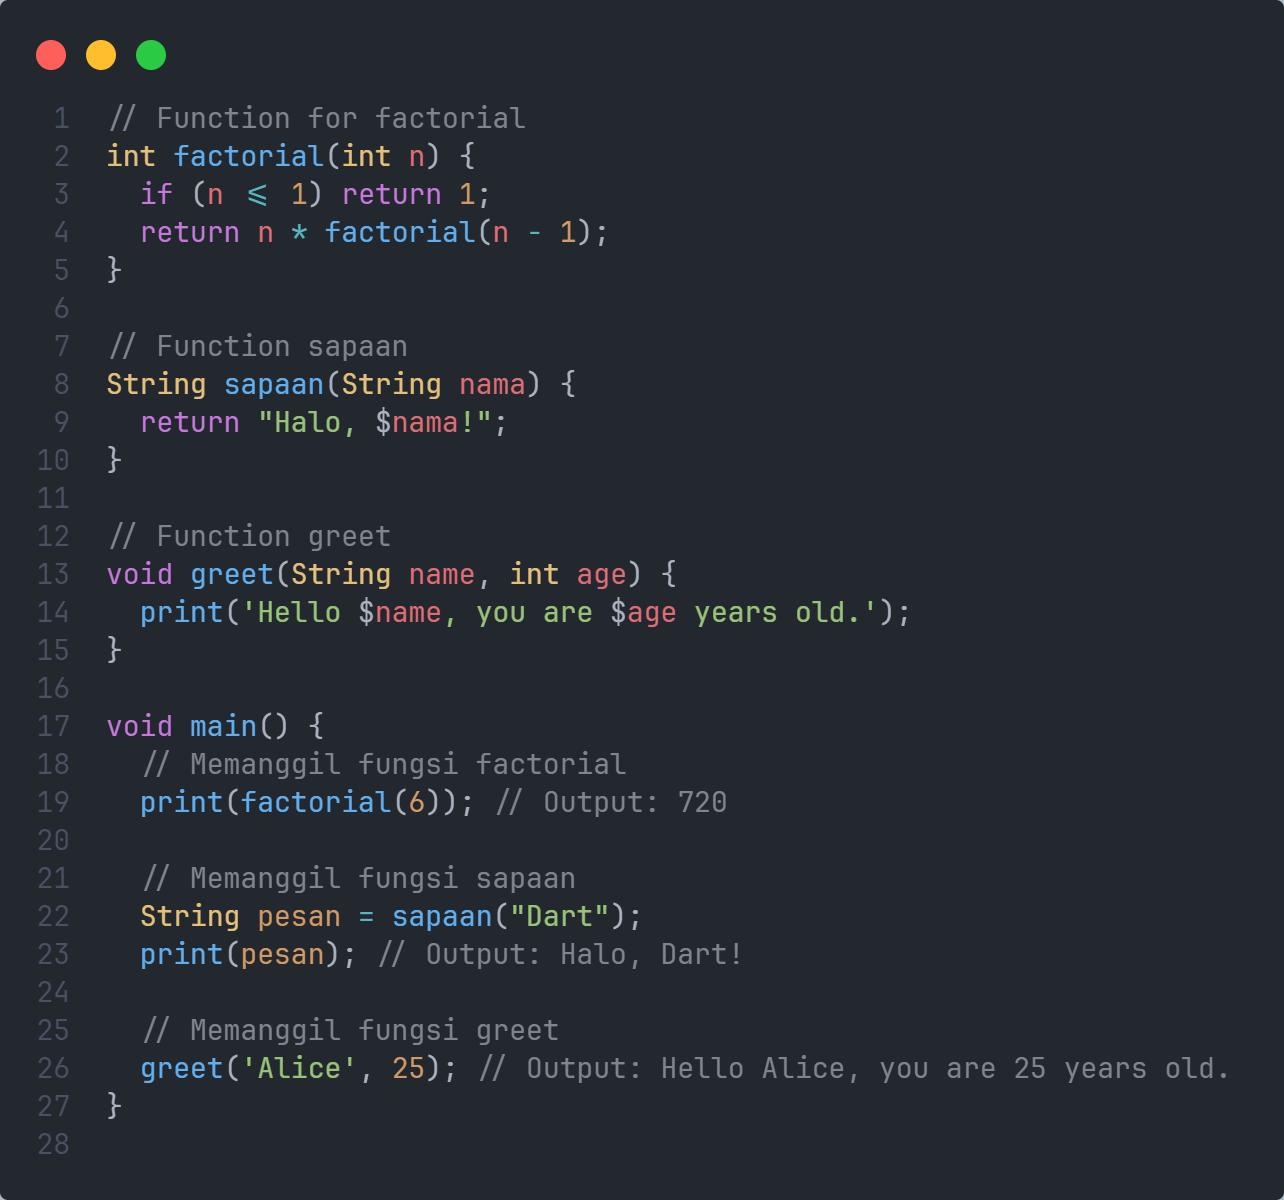 1 // Function for factorial
2 int factorial(int n) {
3   if (n <= 1) return 1;
4   return n * factorial(n - 1);
5 }
6
7 // Function sapaan
8 String sapaan(String nama) {
9   return "Halo, $nama!";
10 }
11
12 // Function greet
13 void greet(String name, int age) {
14   print('Hello $name, you are $age years old.');
15 }
16
17 void main() {
18   // Memanggil fungsi factorial
19   print(factorial(6)); // Output: 720
20
21   // Memanggil fungsi sapaan
22   String pesan = sapaan("Dart");
23   print(pesan); // Output: Halo, Dart!
24
25   // Memanggil fungsi greet
26   greet('Alice', 25); // Output: Hello Alice, you are 25 years old.
27 }
28